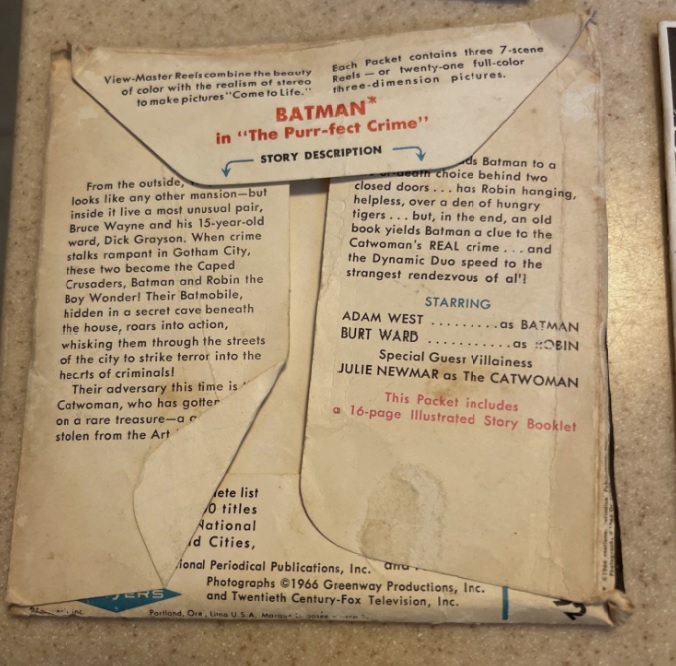 View-Master Reels combine the beauty
of color with the realism of stereo
to make pictures "Come to Life."
Each Packet contains three 7-scene
Reels — or twenty-one full-color
three-dimension pictures.
BATMAN*
in "The Purr-fect Crime"
STORY DESCRIPTION
From the outside,
looks like any other mansion—but
inside it live a most unusual pair,
Bruce Wayne and his 15-year-old
ward, Dick Grayson. When crime
stalks rampant in Gotham City,
these two become the Caped
Crusaders, Batman and Robin the
Boy Wonder! Their Batmobile,
hidden in a secret cave beneath
the house, roars into action,
whisking them through the streets
of the city to strike terror into the
hearts of criminals!
Their adversary this time is
Catwoman, who has gotten
on a rare treasure—a
stolen from the Art
ds Batman to a
death choice behind two
closed doors . . . has Robin hanging,
helpless, over a den of hungry
tigers . . . but, in the end, an old
book yields Batman a clue to the
Catwoman's REAL crime . . . and
the Dynamic Duo speed to the
strangest rendezvous of all!
STARRING
ADAM WEST .........as BATMAN
BURT WARD ...........as ROBIN
Special Guest Villainess
JULIE NEWMAR as The CATWOMAN
This Packet includes
a 16-page Illustrated Story Booklet
lete list
0 titles
National
d Cities,
and
ional Periodical Publications, Inc.
Photographs ©1966 Greenway Productions, Inc.
and Twentieth Century-Fox Television, Inc.
YERS
Inc.
Portland, Ore., U.S.A.